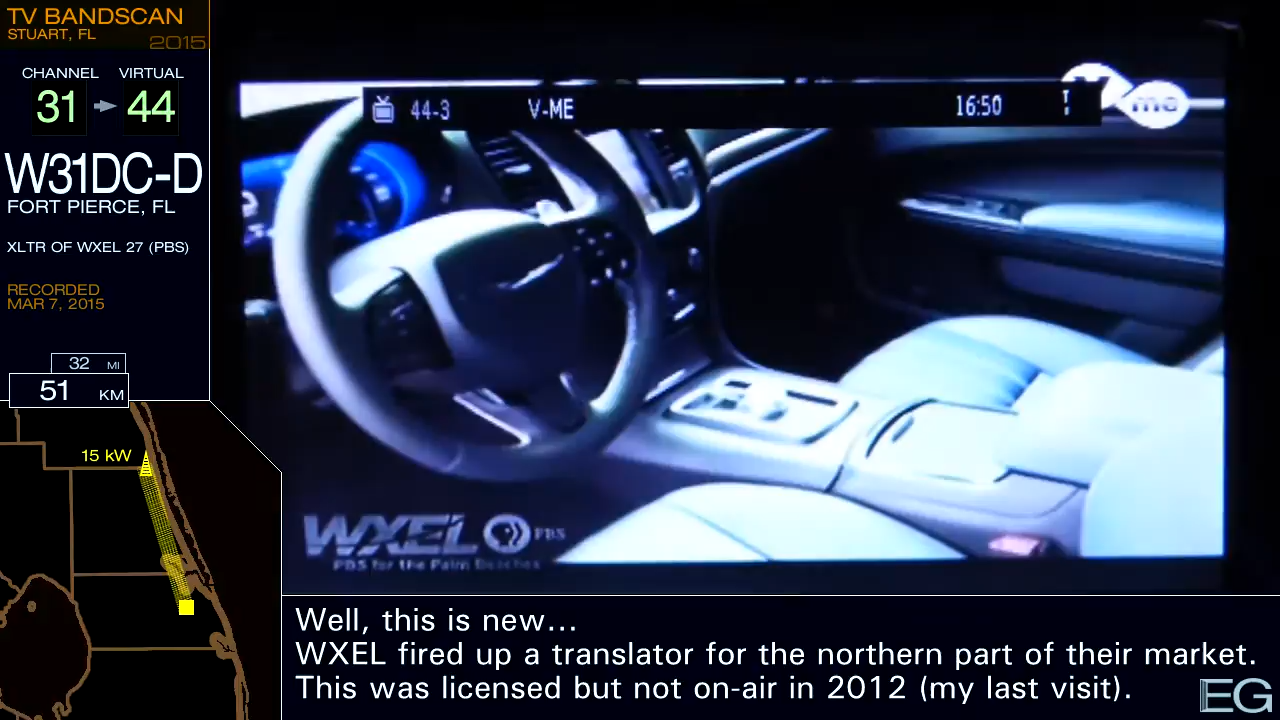 TV BANDSCAN
STUART, FL
2015
CHANNEL
VIRTUAL
31
44
W31DC-D
FORT PIERCE, FL
XLTR OF WXEL 27 (PBS)
RECORDED
MAR 7, 2015
32 MI
51 KM
15 kW
44-3 V-ME 16:50
me
WXEL PBS
PBS for the Palm Beaches
Well, this is new...
WXEL fired up a translator for the northern part of their market.
This was licensed but not on-air in 2012 (my last visit).
EG